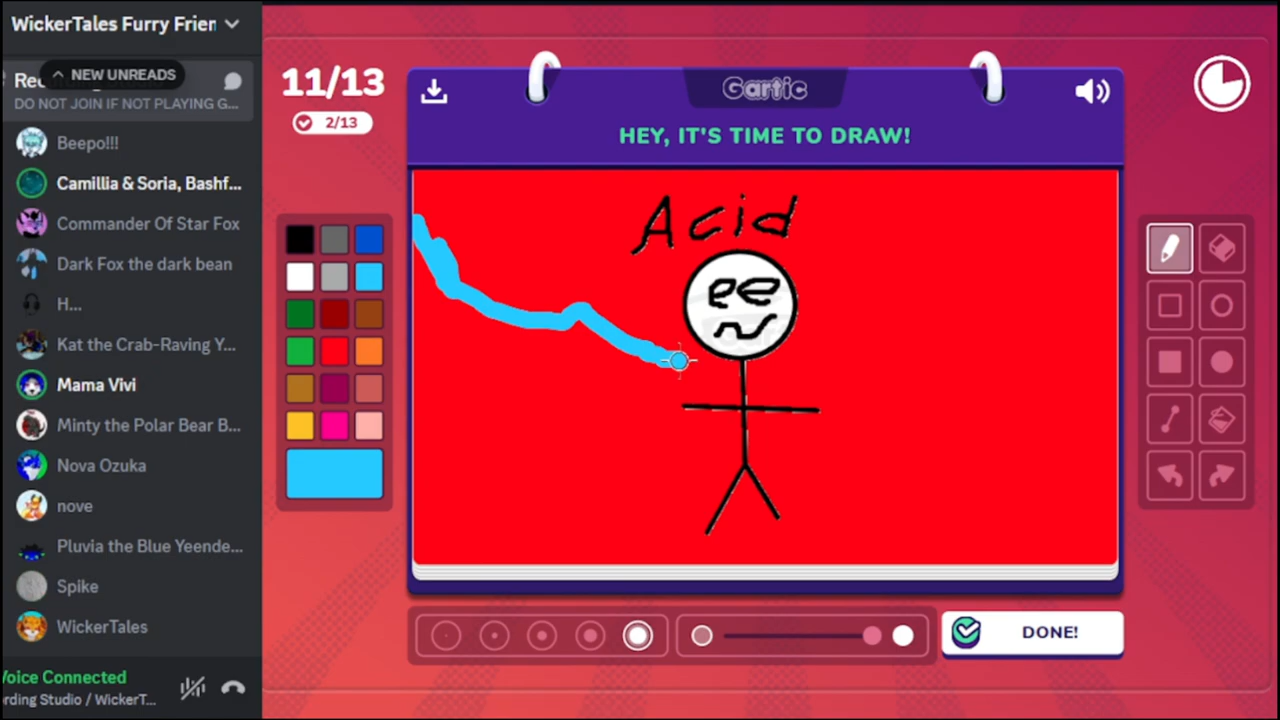 WickerTales Furry Frien
NEW UNREADS
DO NOT JOIN IF NOT PLAYING G...
Beepo!!!
Camillia & Soria, Bashf...
Commander Of Star Fox
Dark Fox the dark bean
H...
Kat the Crab-Raving Y...
Mama Vivi
Minty the Polar Bear B...
Nova Ozuka
nove
Pluvia the Blue Yeende...
Spike
WickerTales
Voice Connected
ording Studio / WickerT...
11/13
2/13
Gartic
HEY, IT'S TIME TO DRAW!
Acid
DONE!